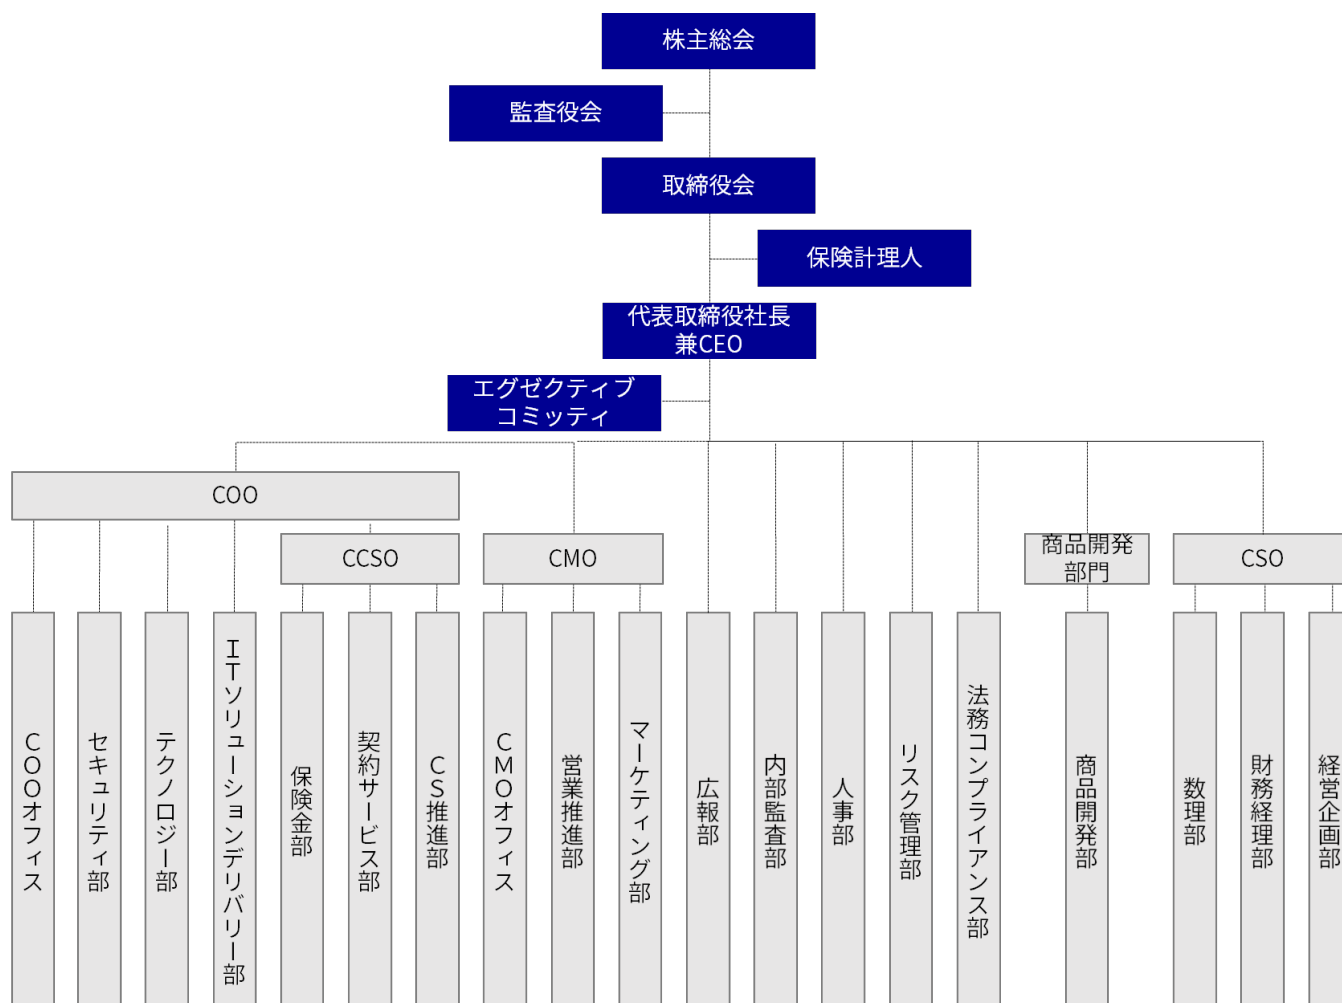 株主総会
監査役会
取締役会
保険計理人
代表取締役社長
兼CEO
エグゼクティブ
コミッティ
COO
CCSO
CMO
商品開発
部門
CSO
ＣＯＯオフィス
セキュリティ部
テクノロジー部
ＩＴソリューションデリバリー部
保険金部
契約サービス部
ＣＳ推進部
ＣＭＯオフィス
営業推進部
マーケティング部
広報部
内部監査部
人事部
リスク管理部
法務コンプライアンス部
商品開発部
数理部
財務経理部
経営企画部